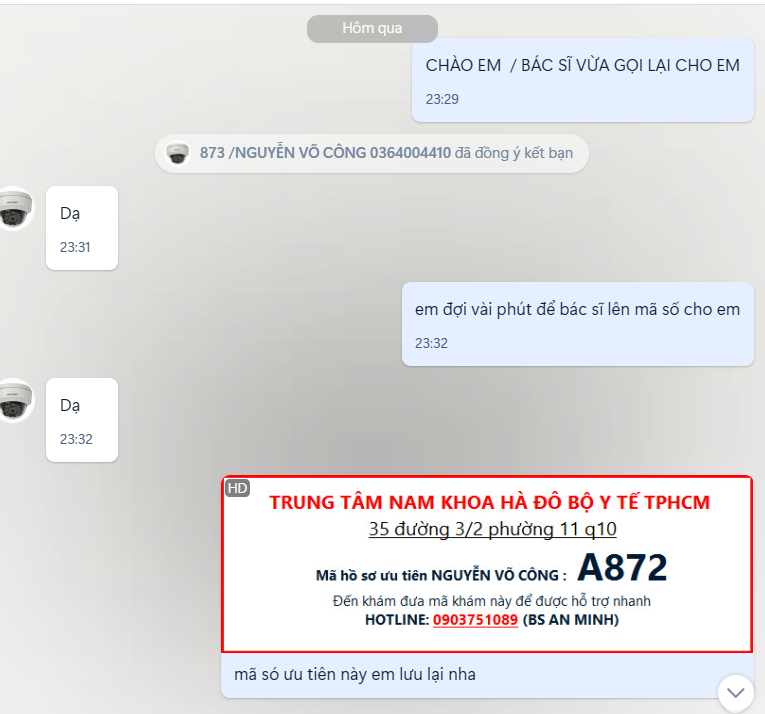 Hôm qua
CHÀO EM / BÁC SĨ VỪA GỌI LẠI CHO EM
23:29
873 /NGUYỄN VÕ CÔNG 0364004410 đã đồng ý kết bạn
Dạ
23:31
em đợi vài phút để bác sĩ lên mã số cho em
23:32
Dạ
23:32
HD
TRUNG TÂM NAM KHOA HÀ ĐÔ BỘ Y TẾ TPHCM
35 đường 3/2 phường 11 q10
Mã hồ sơ ưu tiên NGUYỄN VÕ CÔNG : A872
Đến khám đưa mã khám này để được hỗ trợ nhanh
HOTLINE: 0903751089 (BS AN MINH)
mã só ưu tiên này em lưu lại nha